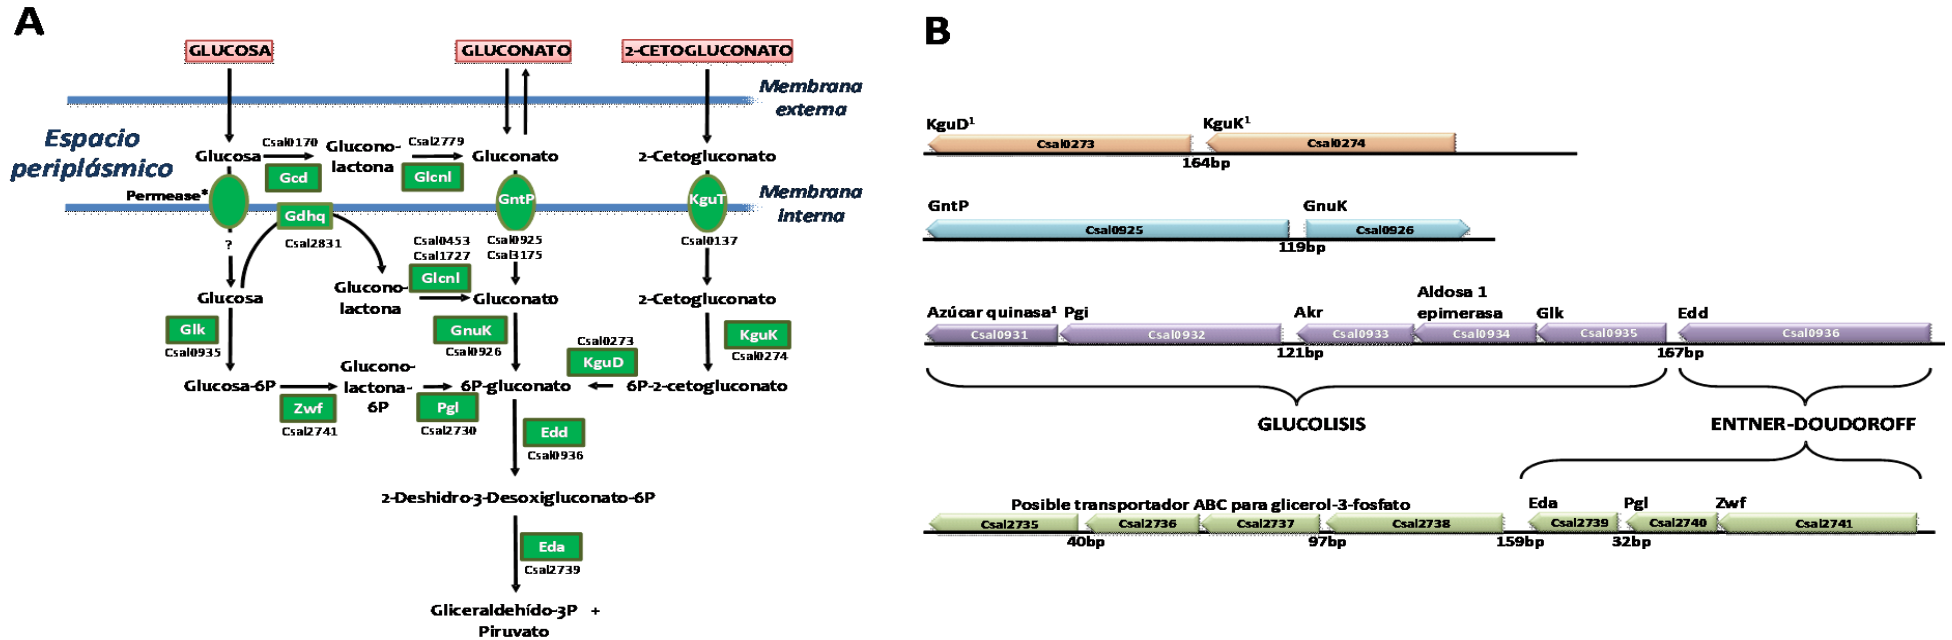 A
GLUCOSA
GLUCONATO
2-CETOGLUCONATO
Membrana
externa
Espacio
periplásmico
Glucosa
Csal0170
Gcd
Glucono-
lactona
Csal2779
Glcnl
Gluconato
2-Cetogluconato
Permease*
GntP
KguT
Membrana
interna
Gdhq
Csal2831
?
Csal0453
Csal1727
Glcnl
Csal0925
Csal3175
Csal0137
Glucosa
Glucono-
lactona
Gluconato
2-Cetogluconato
Glk
Csal0935
GnuK
Csal0926
Csal0273
KguD
KguK
Csal0274
Glucosa-6P
Glucono-
lactona-
6P
6P-gluconato
6P-2-cetogluconato
Zwf
Csal2741
Pgl
Csal2730
Edd
Csal0936
2-Deshidro-3-Desoxigluconato-6P
Eda
Csal2739
Gliceraldehído-3P +
Piruvato
B
KguD¹
KguK¹
Csal0273
Csal0274
164bp
GntP
GnuK
Csal0925
Csal0926
119bp
Azúcar quinasa¹
Pgi
Akr
Aldosa 1
epimerasa
Glk
Edd
Csal0931
Csal0932
Csal0933
Csal0934
Csal0935
Csal0936
121bp
167bp
GLUCOLISIS
ENTNER-DOUDOROFF
Posible transportador ABC para glicerol-3-fosfato
Eda
Pgl
Zwf
Csal2735
Csal2736
Csal2737
Csal2738
Csal2739
Csal2740
Csal2741
40bp
97bp
159bp
32bp